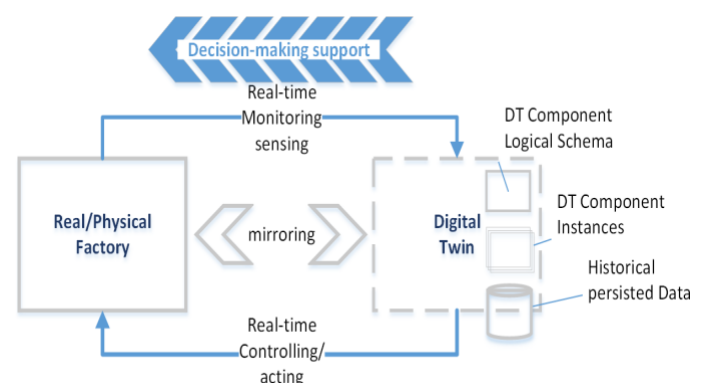 Decision-making support
Real-time
Monitoring
sensing
DT Component
Logical Schema
Real/Physical
Factory
mirroring
Digital
Twin
DT Component
Instances
Historical
persisted Data
Real-time
Controlling/
acting